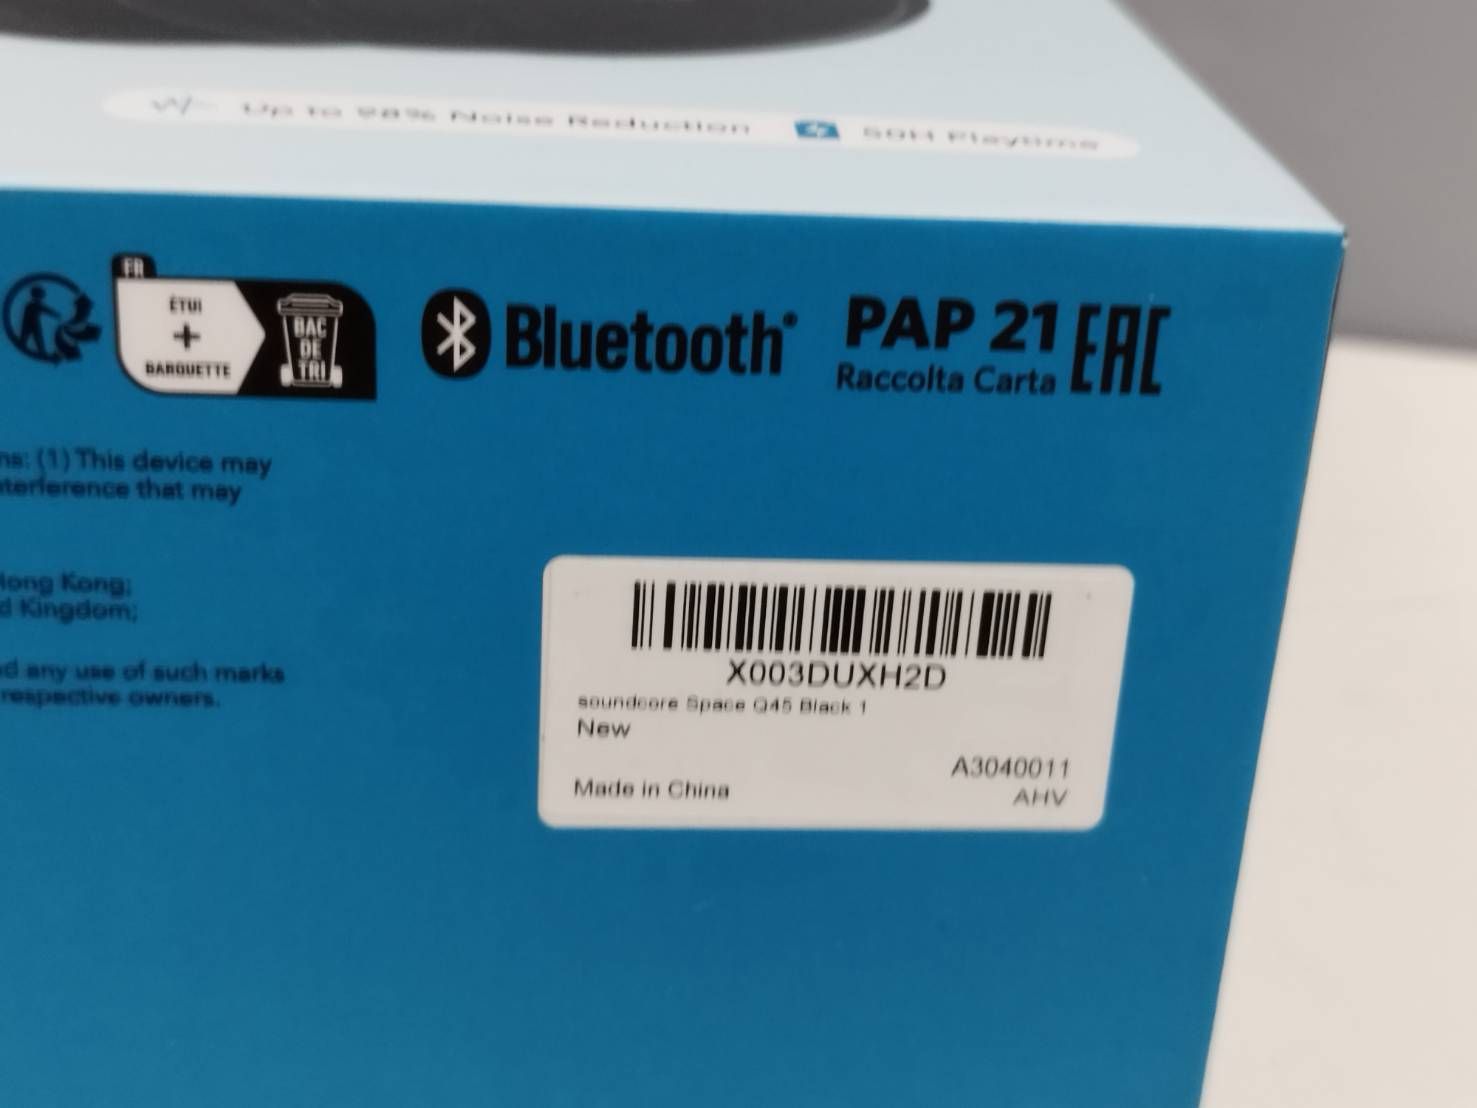 Up to 98% Noise Reduction 50H Playtime
FR
ÉTUI
+
BARQUETTE
BAC
DE
TRI
Bluetooth®
PAP 21
Raccolta Carta
EAC
ns: (1) This device may
nterference that may
Hong Kong;
d Kingdom;
nd any use of such marks
respective owners.
X003DUXH2D
soundcore Space Q45 Black 1
New
A3040011
Made in China
AHV